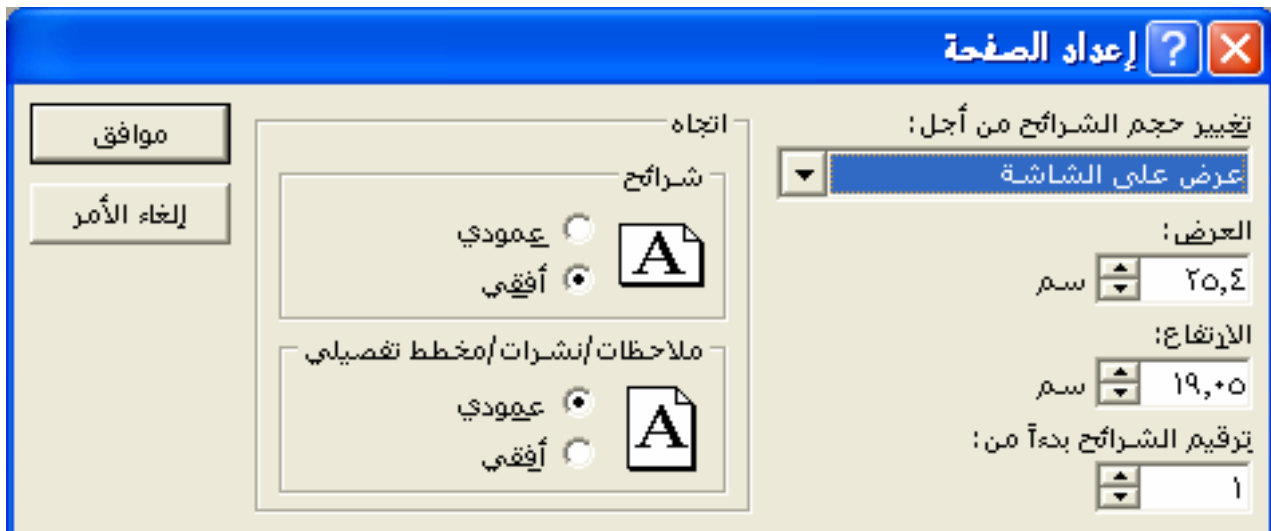 إعداد الصفحة
تغيير حجم الشرائح من أجل:
عرض على الشاشة
العرض:
٢٥,٤ سم
الارتفاع:
١٩,٠٥ سم
ترقيم الشرائح بدءاً من:
١
اتجاه
شرائح
A
عمودي
أفقي
ملاحظات/نشرات/مخطط تفصيلي
A
عمودي
أفقي
موافق
إلغاء الأمر